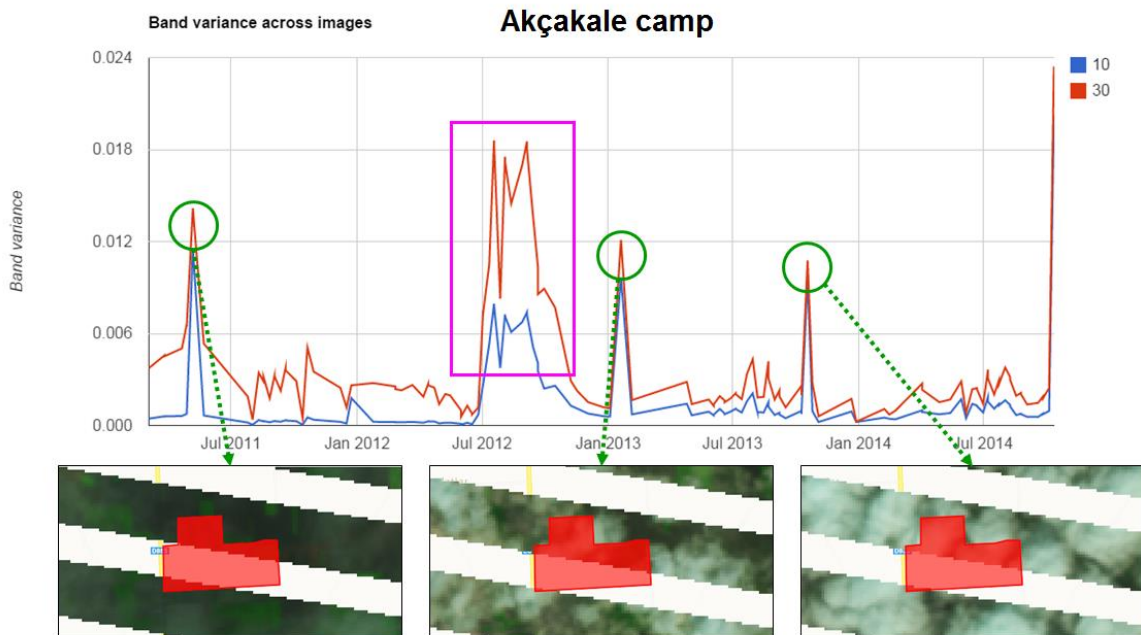 Band variance across images
Akçakale camp
0.024
10
30
0.018
0.012
Band variance
0.006
0.000
Jul 2011
Jan 2012
Jul 2012
Jan 2013
Jul 2013
Jan 2014
Jul 2014